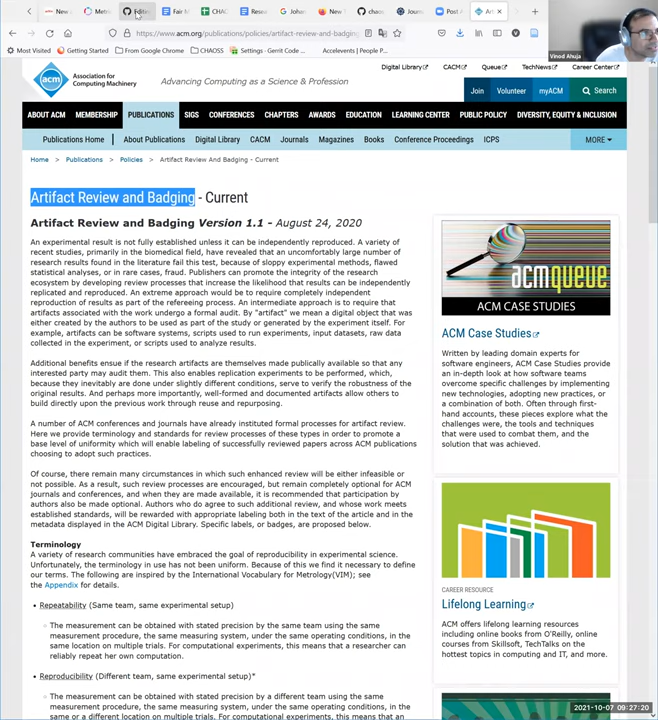 New
Metri
Editin
Fair M
CHAC
Resea
Johan
New T
chaos
Journ
Post A
Arti
https://www.acm.org/publications/policies/artifact-review-and-badging
Most Visited
Getting Started
From Google Chrome
CHAOSS
Settings · Gerrit Code...
Accelevents | People M...
Vinod Ahuja
acm
Association for
Computing Machinery
Advancing Computing as a Science & Profession
Digital Library
CACM
Queue
TechNews
Career Center
Join
Volunteer
myACM
Search
ABOUT ACM
MEMBERSHIP
PUBLICATIONS
SIGS
CONFERENCES
CHAPTERS
AWARDS
EDUCATION
LEARNING CENTER
PUBLIC POLICY
DIVERSITY, EQUITY & INCLUSION
Publications Home
About Publications
Digital Library
CACM
Journals
Magazines
Books
Conference Proceedings
ICPS
MORE
Home > Publications > Policies > Artifact Review And Badging - Current
Artifact Review and Badging - Current
Artifact Review and Badging Version 1.1 - August 24, 2020
An experimental result is not fully established unless it can be independently reproduced. A variety of
recent studies, primarily in the biomedical field, have revealed that an uncomfortably large number of
research results found in the literature fail this test, because of sloppy experimental methods, flawed
statistical analyses, or in rare cases, fraud. Publishers can promote the integrity of the research
ecosystem by developing review processes that increase the likelihood that results can be independently
replicated and reproduced. An extreme approach would be to require completely independent
reproduction of results as part of the refereeing process. An intermediate approach is to require that
artifacts associated with the work undergo a formal audit. By "artifact" we mean a digital object that was
either created by the authors to be used as part of the study or generated by the experiment itself. For
example, artifacts can be software systems, scripts used to run experiments, input datasets, raw data
collected in the experiment, or scripts used to analyze results.
Additional benefits ensue if the research artifacts are themselves made publically available so that any
interested party may audit them. This also enables replication experiments to be performed, which,
because they inevitably are done under slightly different conditions, serve to verify the robustness of the
original results. And perhaps more importantly, well-formed and documented artifacts allow others to
build directly upon the previous work through reuse and repurposing.
A number of ACM conferences and journals have already instituted formal processes for artifact review.
Here we provide terminology and standards for review processes of these types in order to promote a
base level of uniformity which will enable labeling of successfully reviewed papers across ACM publications
choosing to adopt such practices.
Of course, there remain many circumstances in which such enhanced review will be either infeasible or
not possible. As a result, such review processes are encouraged, but remain completely optional for ACM
journals and conferences, and when they are made available, it is recommended that participation by
authors also be made optional. Authors who do agree to such additional review, and whose work meets
established standards, will be rewarded with appropriate labeling both in the text of the article and in the
metadata displayed in the ACM Digital Library. Specific labels, or badges, are proposed below.
Terminology
A variety of research communities have embraced the goal of reproducibility in experimental science.
Unfortunately, the terminology in use has not been uniform. Because of this we find it necessary to define
our terms. The following are inspired by the International Vocabulary for Metrology(VIM); see
the Appendix for details.
• Repeatability (Same team, same experimental setup)
The measurement can be obtained with stated precision by the same team using the same
measurement procedure, the same measuring system, under the same operating conditions, in the
same location on multiple trials. For computational experiments, this means that a researcher can
reliably repeat her own computation.
• Reproducibility (Different team, same experimental setup)*
The measurement can be obtained with stated precision by a different team using the same
measurement procedure, the same measuring system, under the same operating conditions, in the
same or a different location on multiple trials. For computational experiments, this means that an
acmqueue
ACM CASE STUDIES
ACM Case Studies
Written by leading domain experts for
software engineers, ACM Case Studies provide
an in-depth look at how software teams
overcome specific challenges by implementing
new technologies, adopting new practices, or
a combination of both. Often through first-
hand accounts, these pieces explore what the
challenges were, the tools and techniques
that were used to combat them, and the
solution that was achieved.
CAREER RESOURCE
Lifelong Learning
ACM offers lifelong learning resources
including online books from O'Reilly, online
courses from Skillsoft, TechTalks on the
hottest topics in computing and IT, and more.
2021-10-07 09:27:20